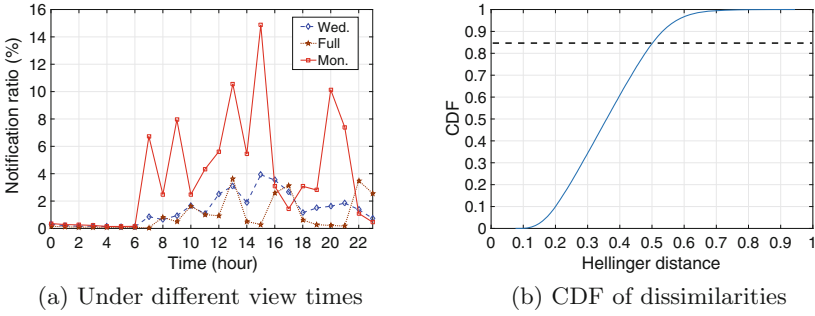 16
14
12
10
8
6
4
2
0
Notification ratio (%)
Wed.
Full
Mon.
0 2 4 6 8 10 12 14 16 18 20 22
Time (hour)
(a) Under different view times
1
0.9
0.8
0.7
0.6
0.5
0.4
0.3
0.2
0.1
0
CDF
0 0.1 0.2 0.3 0.4 0.5 0.6 0.7 0.8 0.9 1
Hellinger distance
(b) CDF of dissimilarities